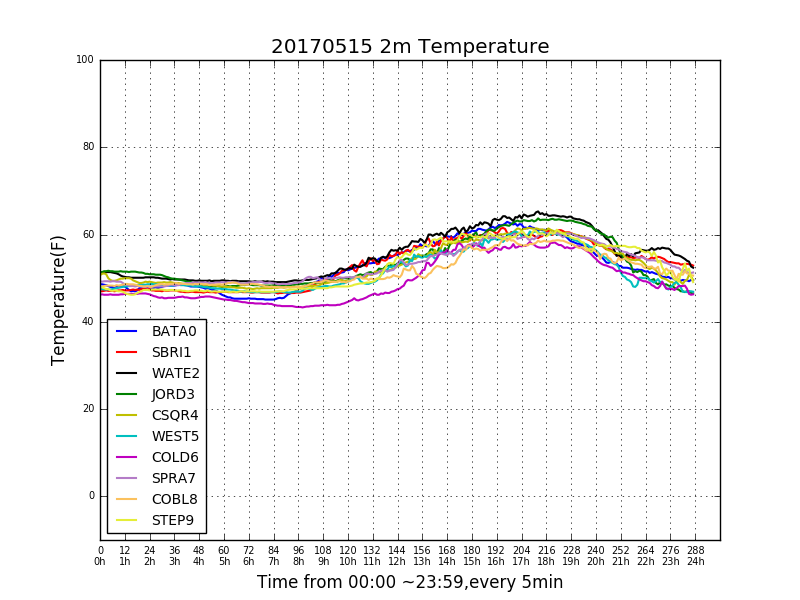 20170515 2m Temperature
100
80
60
40
20
0
Temperature(F)
BATA0
SBRI1
WATE2
JORD3
CSQR4
WEST5
COLD6
SPRA7
COBL8
STEP9
0 12 24 36 48 60 72 84 96 108 120 132 144 156 168 180 192 204 216 228 240 252 264 276 288
0h 1h 2h 3h 4h 5h 6h 7h 8h 9h 10h 11h 12h 13h 14h 15h 16h 17h 18h 19h 20h 21h 22h 23h 24h
Time from 00:00 ~23:59,every 5min